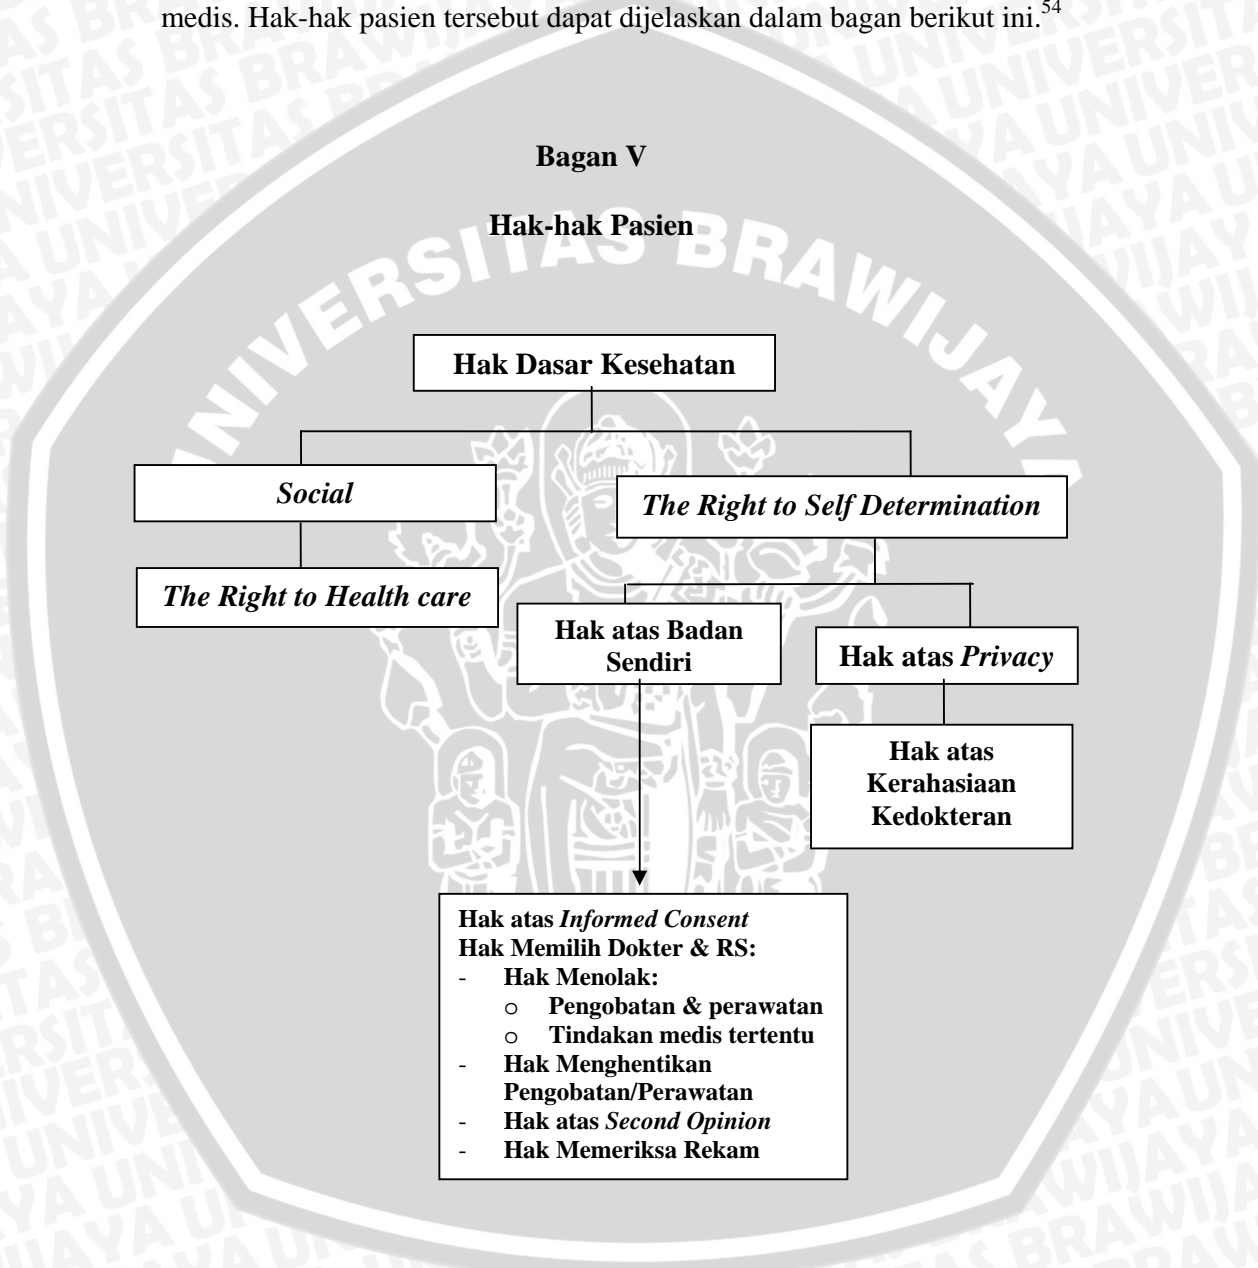 medis. Hak-hak pasien tersebut dapat dijelaskan dalam bagan berikut ini.54
Bagan V
Hak-hak Pasien
UNIVERSITAS BRAWIJAYA
Hak Dasar Kesehatan
Social
The Right to Self Determination
The Right to Health care
Hak atas Badan
Sendiri
Hak atas Privacy
Hak atas
Kerahasiaan
Kedokteran
Hak atas Informed Consent
Hak Memilih Dokter & RS:
- Hak Menolak:
o Pengobatan & perawatan
o Tindakan medis tertentu
- Hak Menghentikan
Pengobatan/Perawatan
- Hak atas Second Opinion
- Hak Memeriksa Rekam